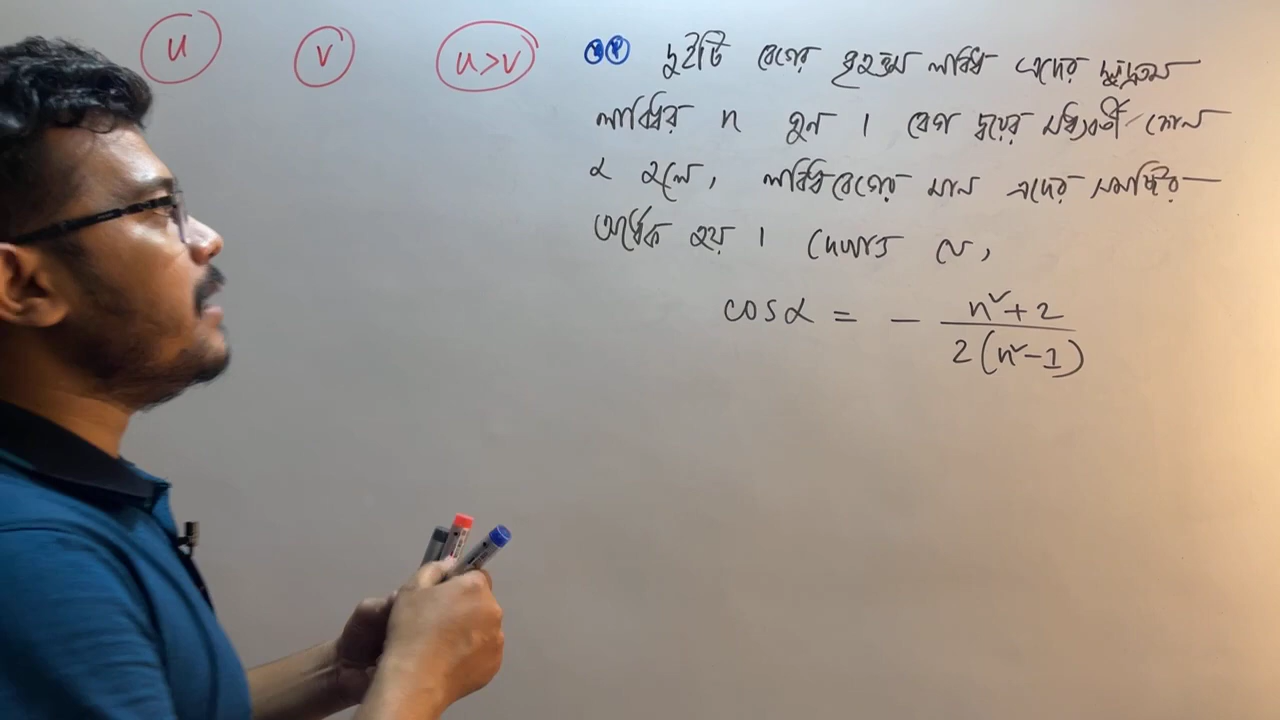 u v u>v
দুইটি বেগের বৃহত্তম লব্ধি এদের ক্ষুদ্রতম
লব্ধির n গুন । বেগ দ্বয়ের মধ্যবর্তী কোন
α হলে, লব্ধিবেগের মান এদের সমষ্টির
অর্ধেক হয় । দেখাও যে,
cosα = - n²+2
2(n²-1)